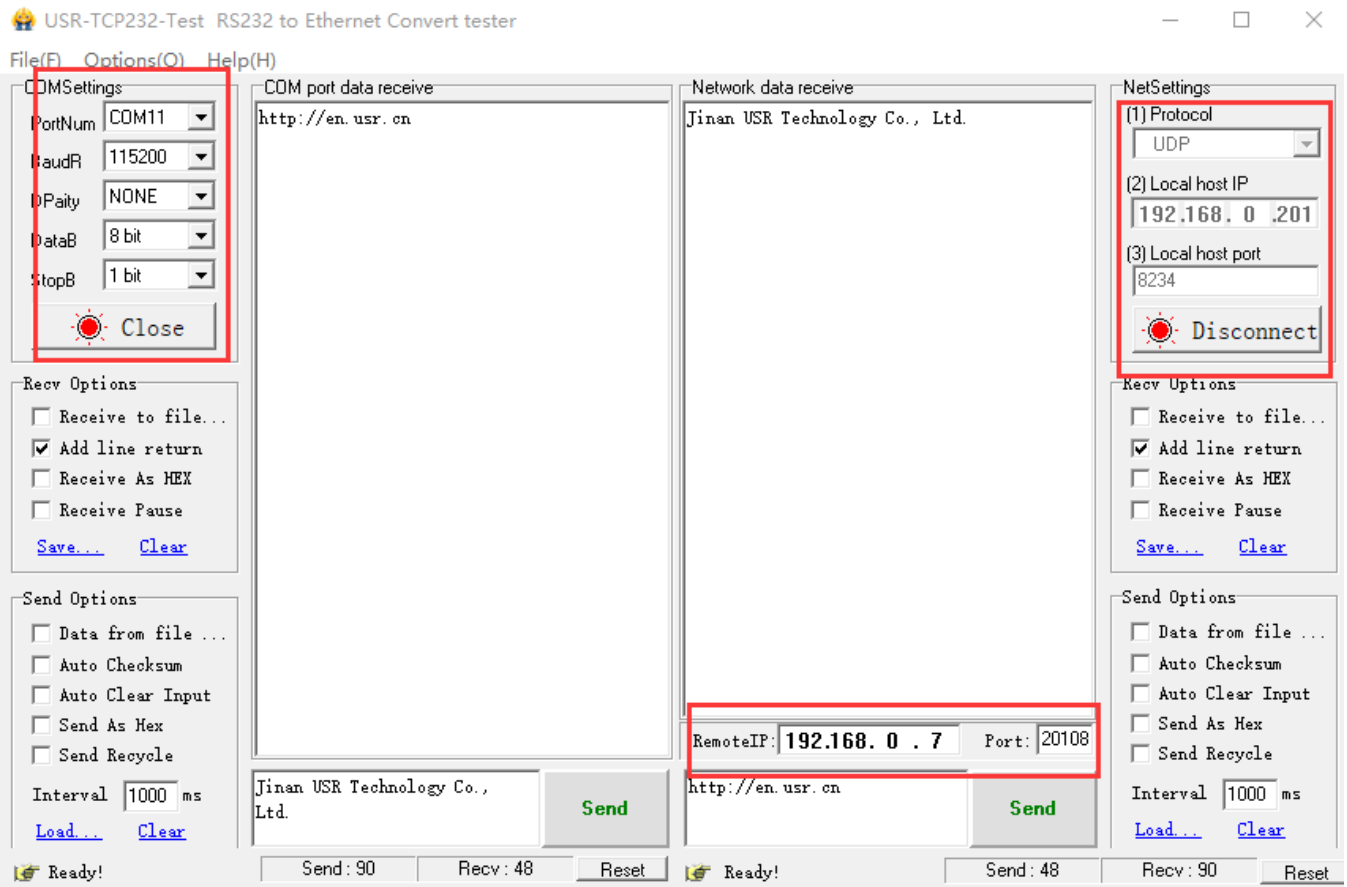 USR-TCP232-Test RS232 to Ethernet Convert tester
File(F) Options(O) Help(H)
COMSettings
PortNum COM11
BaudR 115200
DPaity NONE
DataB 8 bit
StopB 1 bit
Close
Recv Options
Receive to file...
Add line return
Receive As HEX
Receive Pause
Save... Clear
Send Options
Data from file ...
Auto Checksum
Auto Clear Input
Send As Hex
Send Recycle
Interval 1000 ms
Load... Clear
COM port data receive
http://en.usr.cn
Jinan USR Technology Co.,
Ltd.
Send
Network data receive
Jinan USR Technology Co., Ltd.
RemoteIP: 192.168. 0 . 7 Port: 20108
http://en.usr.cn
Send
NetSettings
(1) Protocol
UDP
(2) Local host IP
192.168. 0 .201
(3) Local host port
8234
Disconnect
Recv Options
Receive to file...
Add line return
Receive As HEX
Receive Pause
Save... Clear
Send Options
Data from file ...
Auto Checksum
Auto Clear Input
Send As Hex
Send Recycle
Interval 1000 ms
Load... Clear
Ready! Send : 90 Recv : 48 Reset
Ready! Send : 48 Recv : 90 Reset